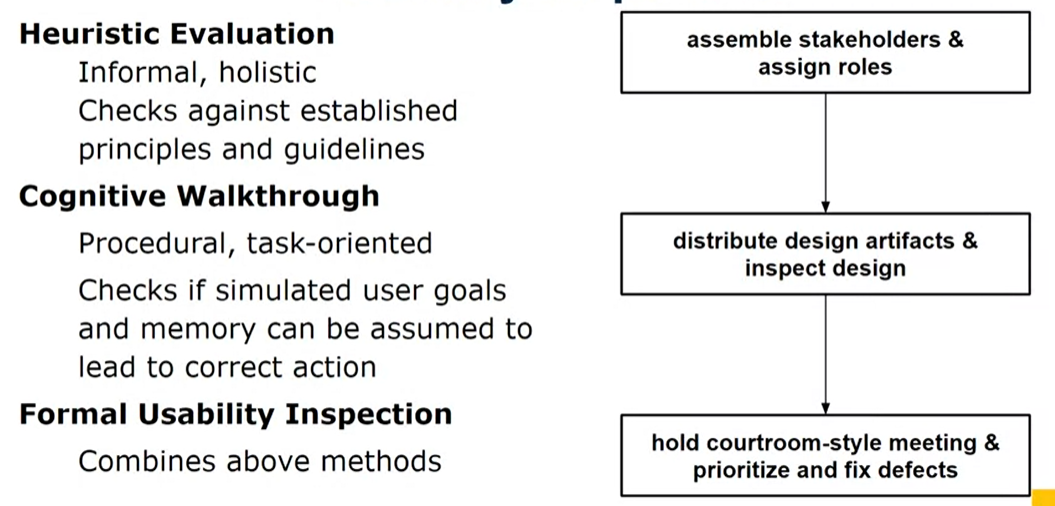 Heuristic Evaluation
Informal, holistic
Checks against established
principles and guidelines
Cognitive Walkthrough
Procedural, task-oriented
Checks if simulated user goals
and memory can be assumed to
lead to correct action
Formal Usability Inspection
Combines above methods
assemble stakeholders &
assign roles
distribute design artifacts &
inspect design
hold courtroom-style meeting &
prioritize and fix defects